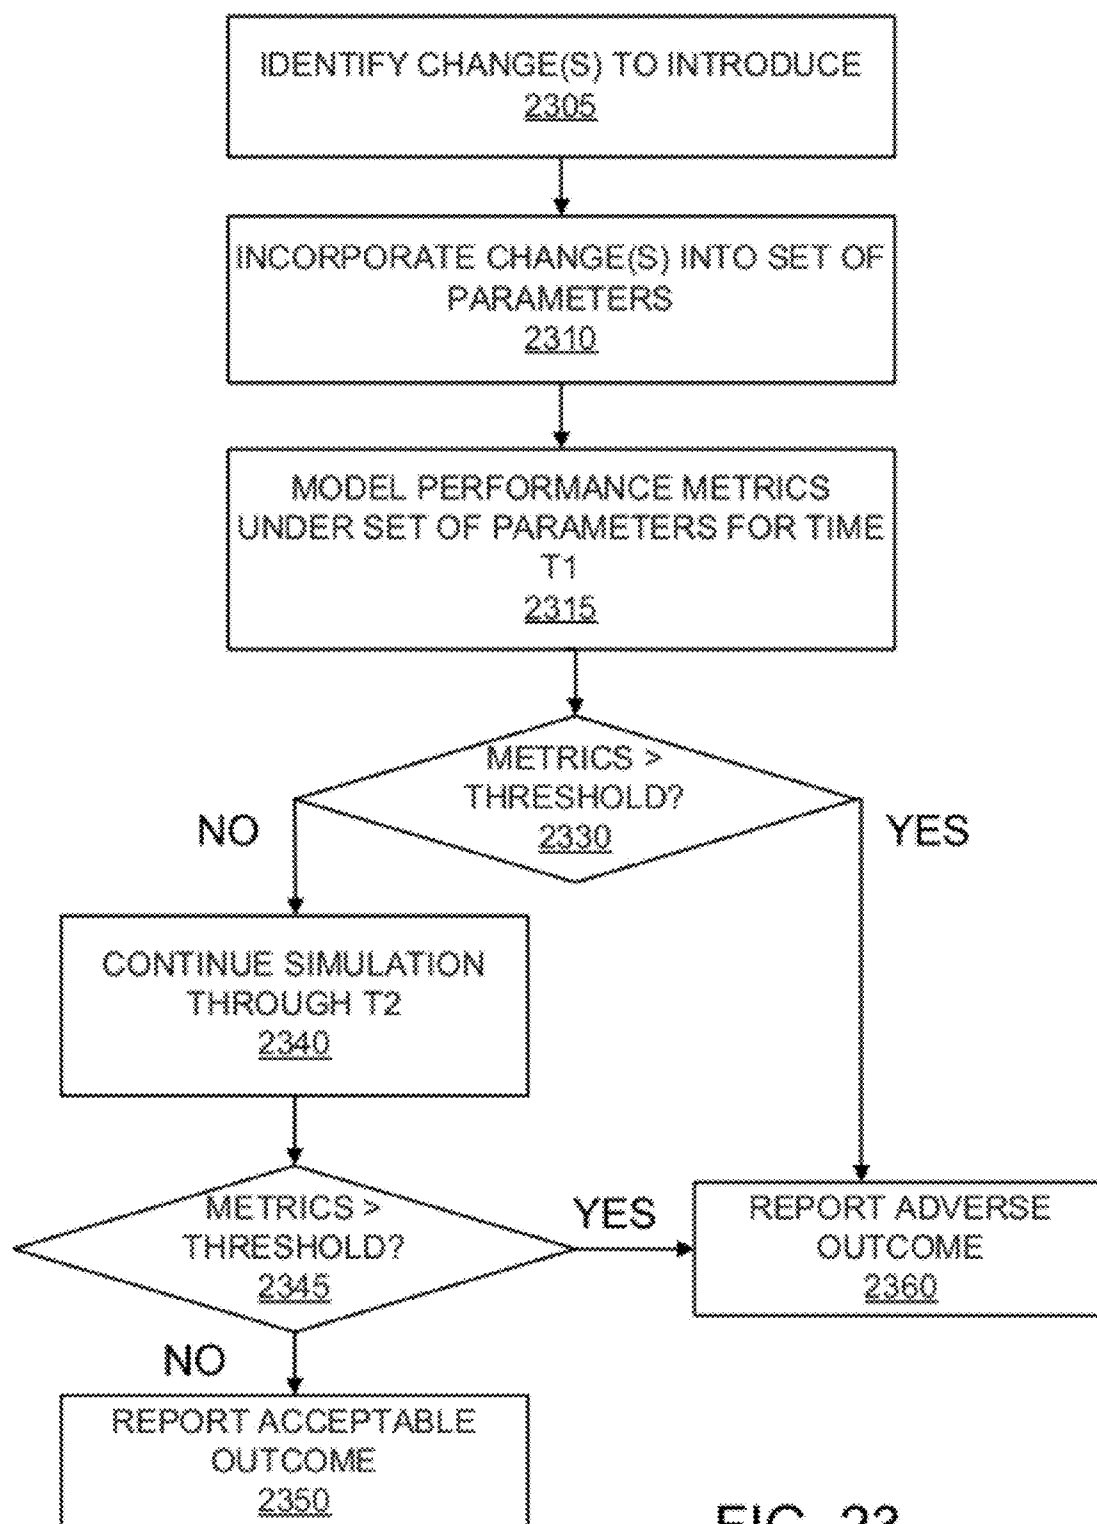 IDENTIFY CHANGE(S) TO INTRODUCE
2305
INCORPORATE CHANGE(S) INTO SET OF
PARAMETERS
2310
MODEL PERFORMANCE METRICS
UNDER SET OF PARAMETERS FOR TIME
T1
2315
METRICS >
THRESHOLD?
2330
NO
YES
CONTINUE SIMULATION
THROUGH T2
2340
METRICS >
THRESHOLD?
2345
YES
REPORT ADVERSE
OUTCOME
2360
NO
REPORT ACCEPTABLE
OUTCOME
2350
FIG. 23